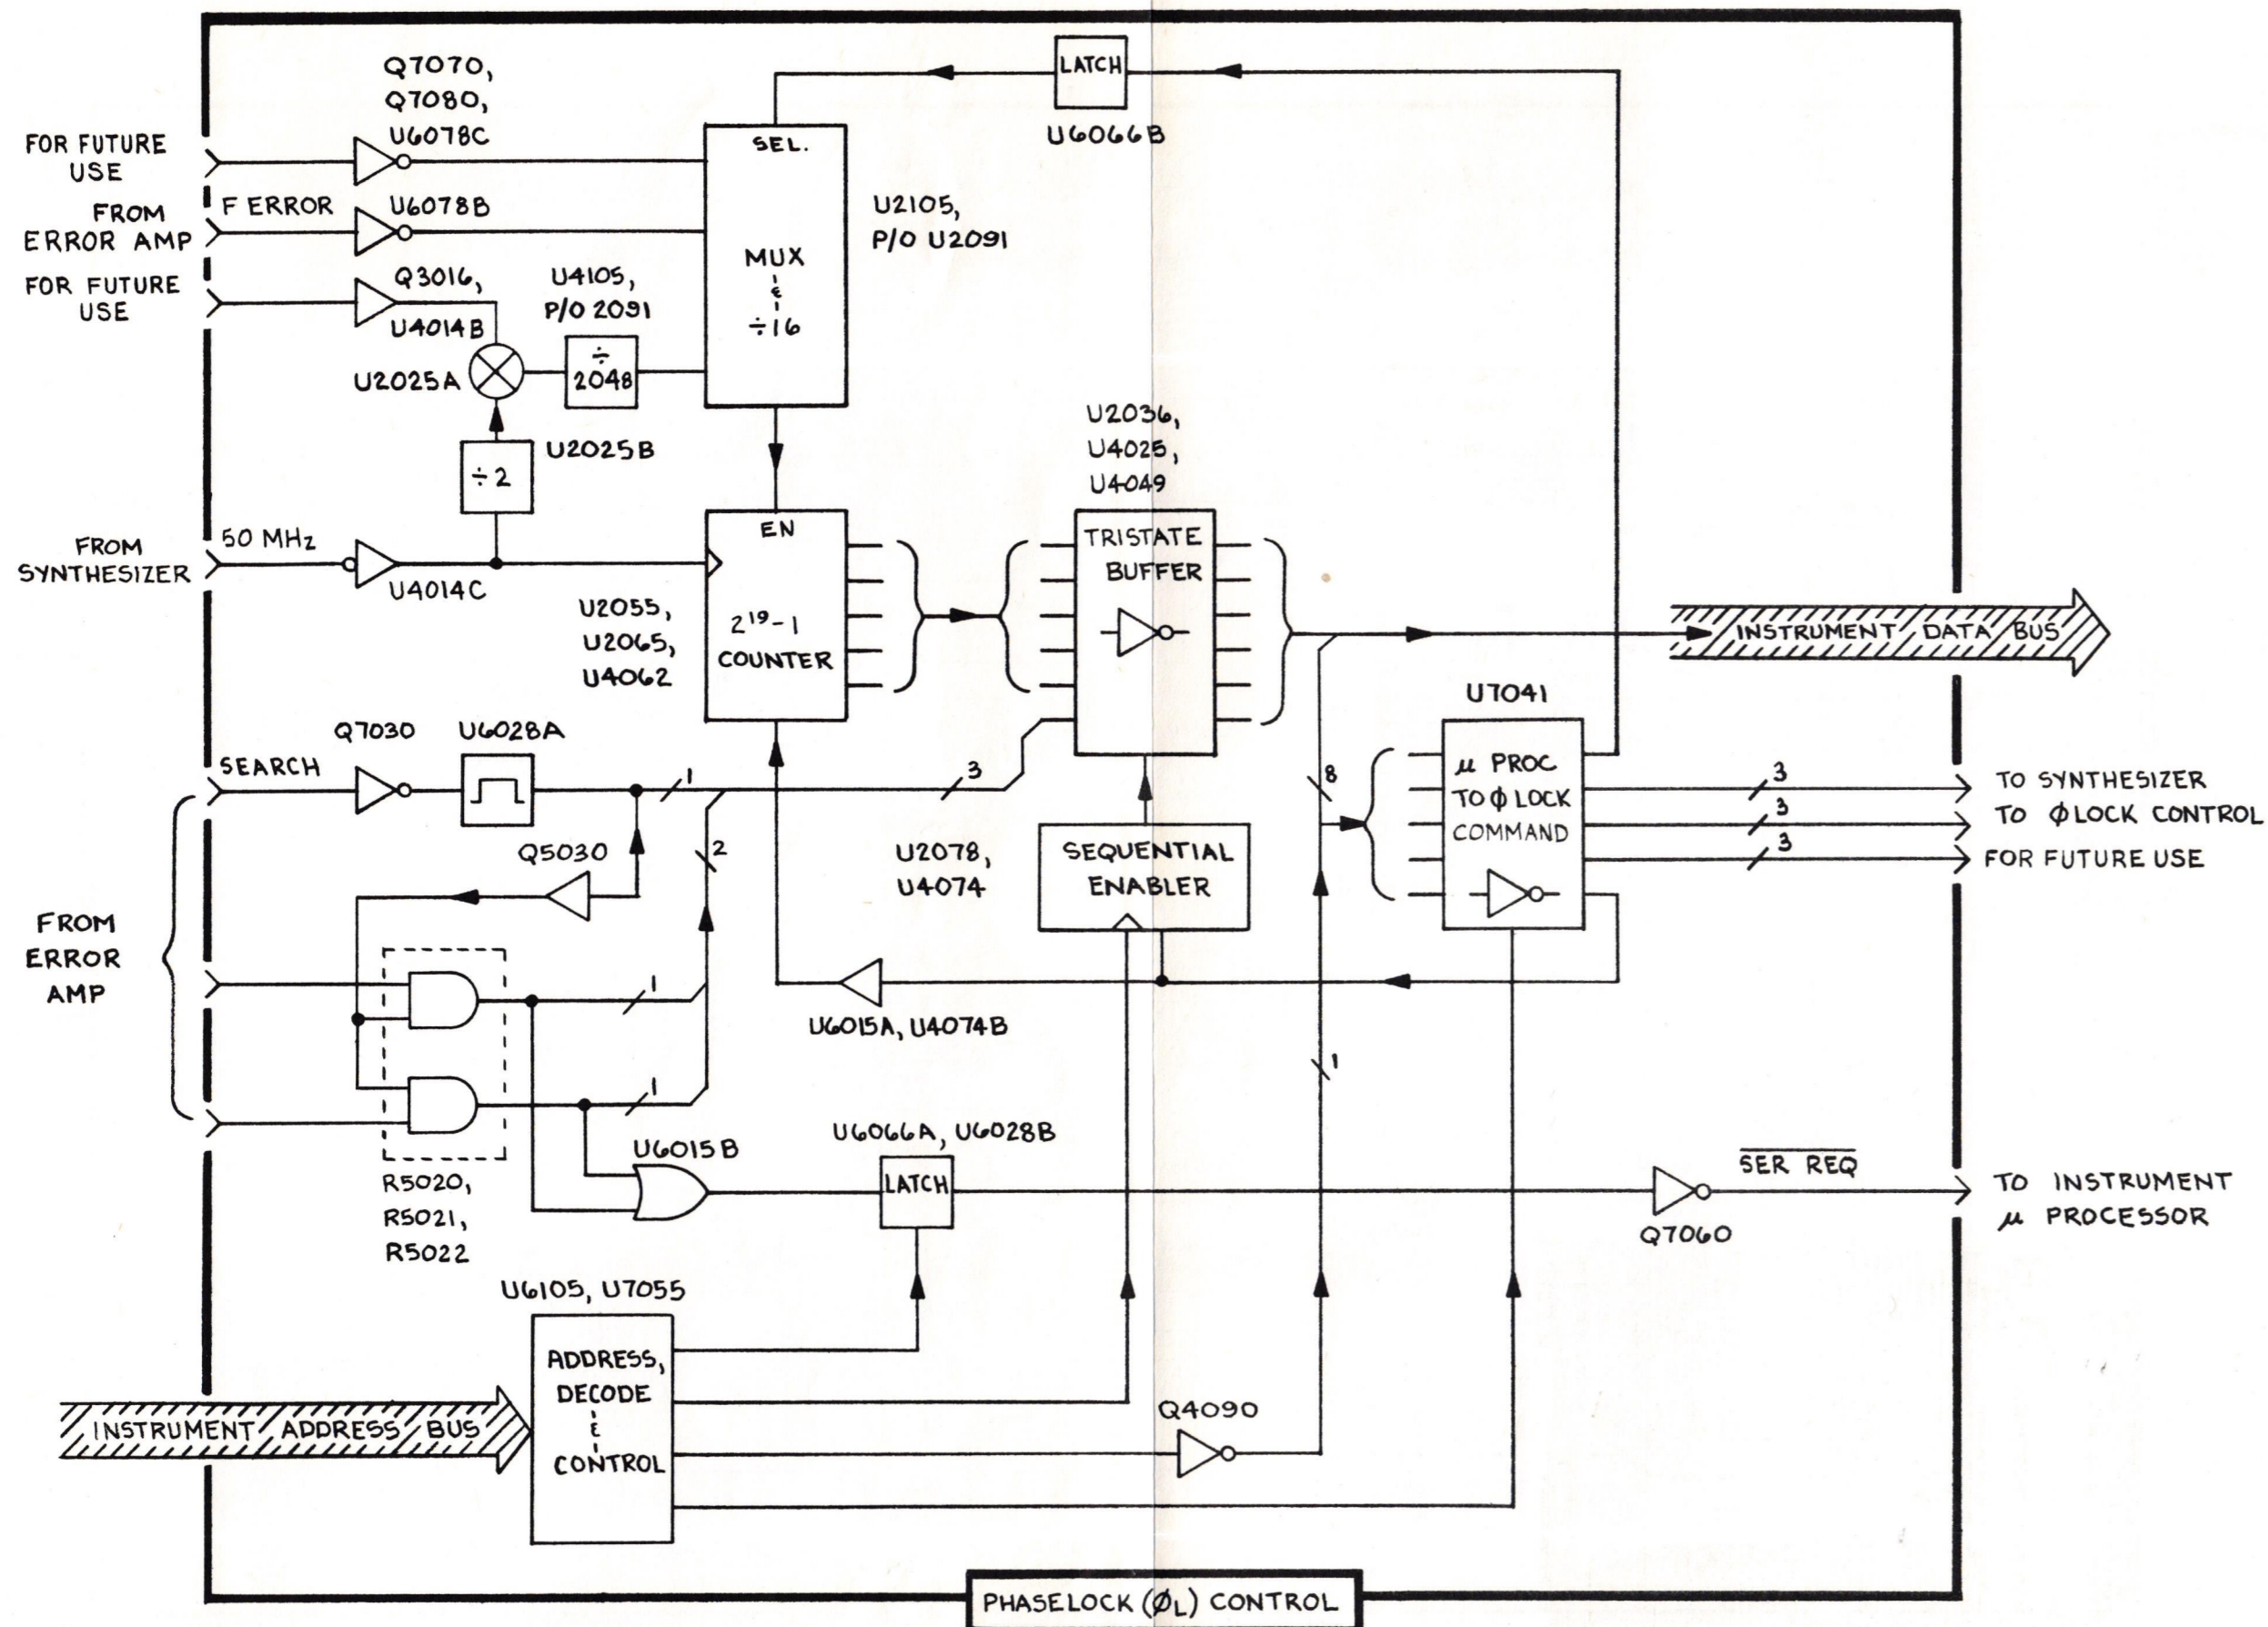 Q7070,
Q7080,
U6078C
LATCH
U6066B
FOR FUTURE
USE
SEL.
FROM
ERROR AMP
F ERROR
U6078B
U2105,
P/O U2091
MUX
&
÷16
FOR FUTURE
USE
Q3016,
U4014B
U4105,
P/O 2091
U2025A
÷
2048
÷2
U2025B
U2036,
U4025,
U4049
FROM
SYNTHESIZER
50 MHz
U4014C
EN
2¹⁹-1
COUNTER
U2055,
U2065,
U4062
TRISTATE
BUFFER
INSTRUMENT DATA BUS
U7041
SEARCH
Q7030
U6028A
1
3
8
μ PROC
TO ϕ LOCK
COMMAND
3
TO SYNTHESIZER
3
TO ϕLOCK CONTROL
3
FOR FUTURE USE
Q5030
2
U2078,
U4074
SEQUENTIAL
ENABLER
FROM
ERROR
AMP
1
U6015A, U4074B
1
1
R5020,
R5021,
R5022
U6015B
U6066A, U6028B
LATCH
SER REQ
Q7060
TO INSTRUMENT
μ PROCESSOR
U6105, U7055
INSTRUMENT ADDRESS BUS
ADDRESS,
DECODE
&
CONTROL
Q4090
PHASELOCK (ϕL) CONTROL